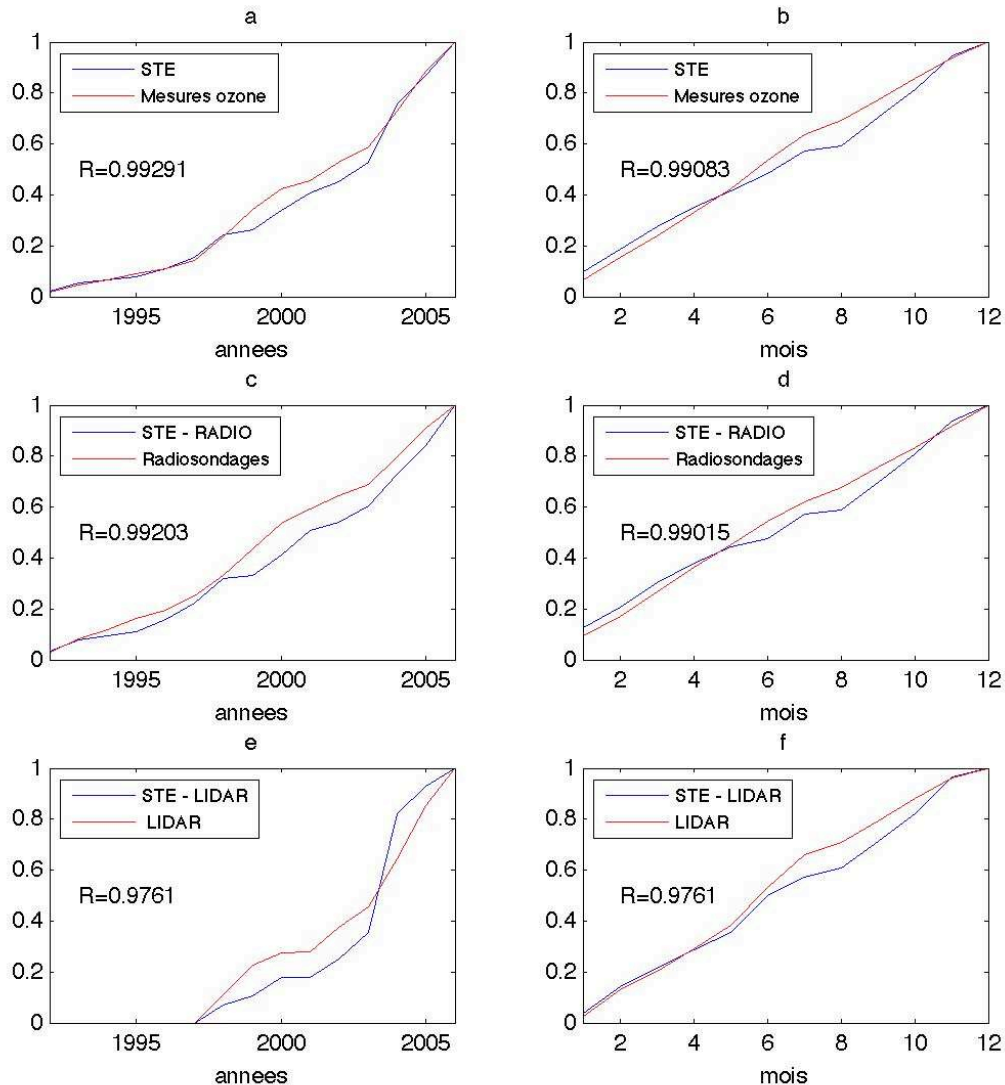 a
1
0.8
0.6
0.4
0.2
0
STE
Mesures ozone
R=0.99291
1995
2000
2005
annees
b
1
0.8
0.6
0.4
0.2
0
STE
Mesures ozone
R=0.99083
2
4
6
8
10
12
mois
c
1
0.8
0.6
0.4
0.2
0
STE - RADIO
Radiosondages
R=0.99203
1995
2000
2005
annees
d
1
0.8
0.6
0.4
0.2
0
STE - RADIO
Radiosondages
R=0.99015
2
4
6
8
10
12
mois
e
1
0.8
0.6
0.4
0.2
0
STE - LIDAR
LIDAR
R=0.9761
1995
2000
2005
annees
f
1
0.8
0.6
0.4
0.2
0
STE - LIDAR
LIDAR
R=0.9761
2
4
6
8
10
12
mois